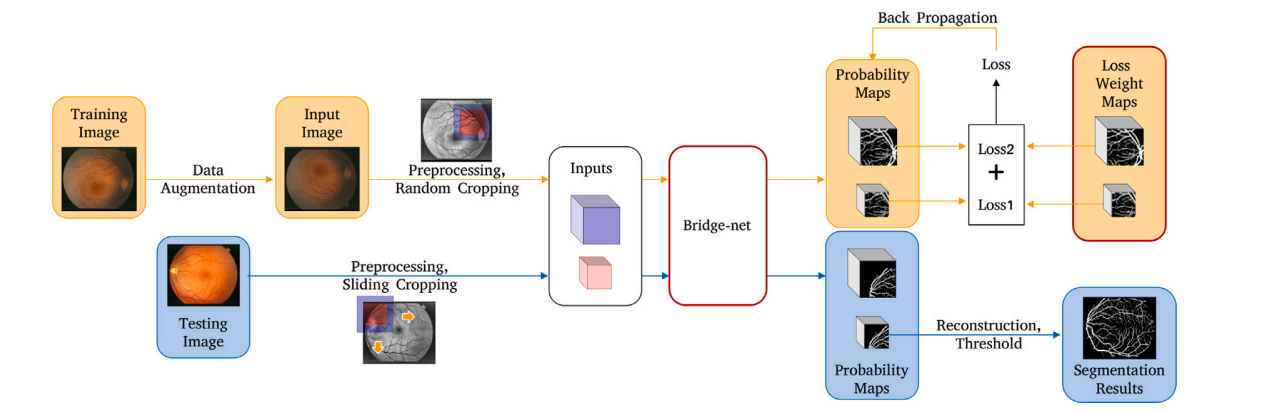 Back Propagation
Training
Image
Data
Augmentation
Input
Image
Preprocessing,
Random Cropping
Inputs
Bridge-net
Probability
Maps
Loss
Loss2
+
Loss1
Loss
Weight
Maps
Testing
Image
Preprocessing,
Sliding Cropping
Probability
Maps
Reconstruction,
Threshold
Segmentation
Results